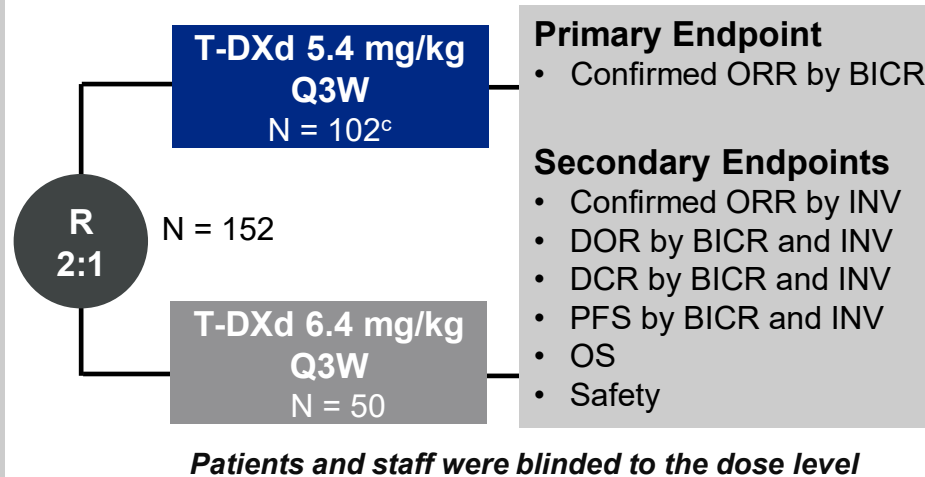 T-DXd 5.4 mg/kg
Q3W
N = 102ᶜ
R
2:1
N = 152
T-DXd 6.4 mg/kg
Q3W
N = 50
Primary Endpoint
• Confirmed ORR by BICR
Secondary Endpoints
• Confirmed ORR by INV
• DOR by BICR and INV
• DCR by BICR and INV
• PFS by BICR and INV
• OS
• Safety
Patients and staff were blinded to the dose level